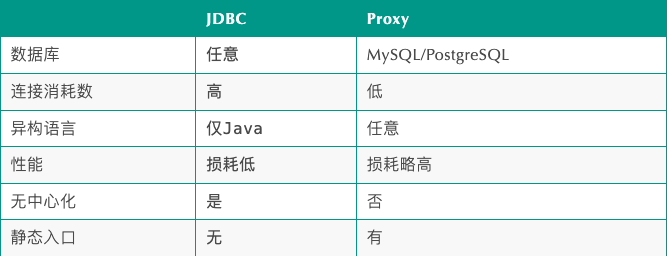 JDBC Proxy
数据库 任意 MySQL/PostgreSQL
连接消耗数 高 低
异构语言 仅Java 任意
性能 损耗低 损耗略高
无中心化 是 否
静态入口 无 有